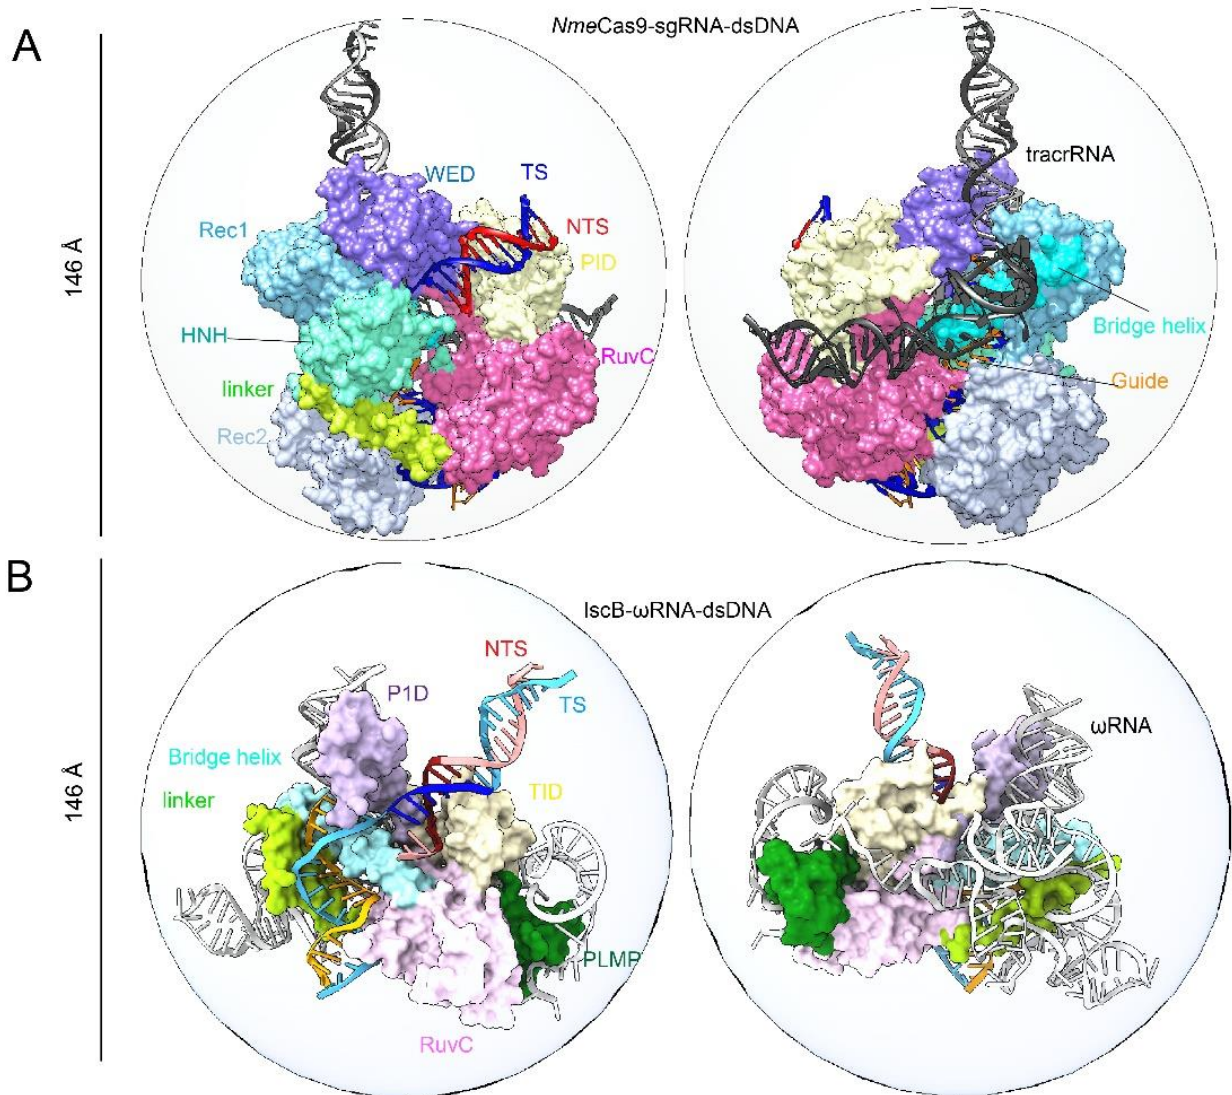 A
NmeCas9-sgRNA-dsDNA
146 Å
WED
TS
Rec1
NTS
PID
HNH
RuvC
linker
Rec2
tracrRNA
Bridge helix
Guide
B
IscB-ωRNA-dsDNA
146 Å
NTS
P1D
TS
Bridge helix
linker
TID
PLMP
RuvC
ωRNA